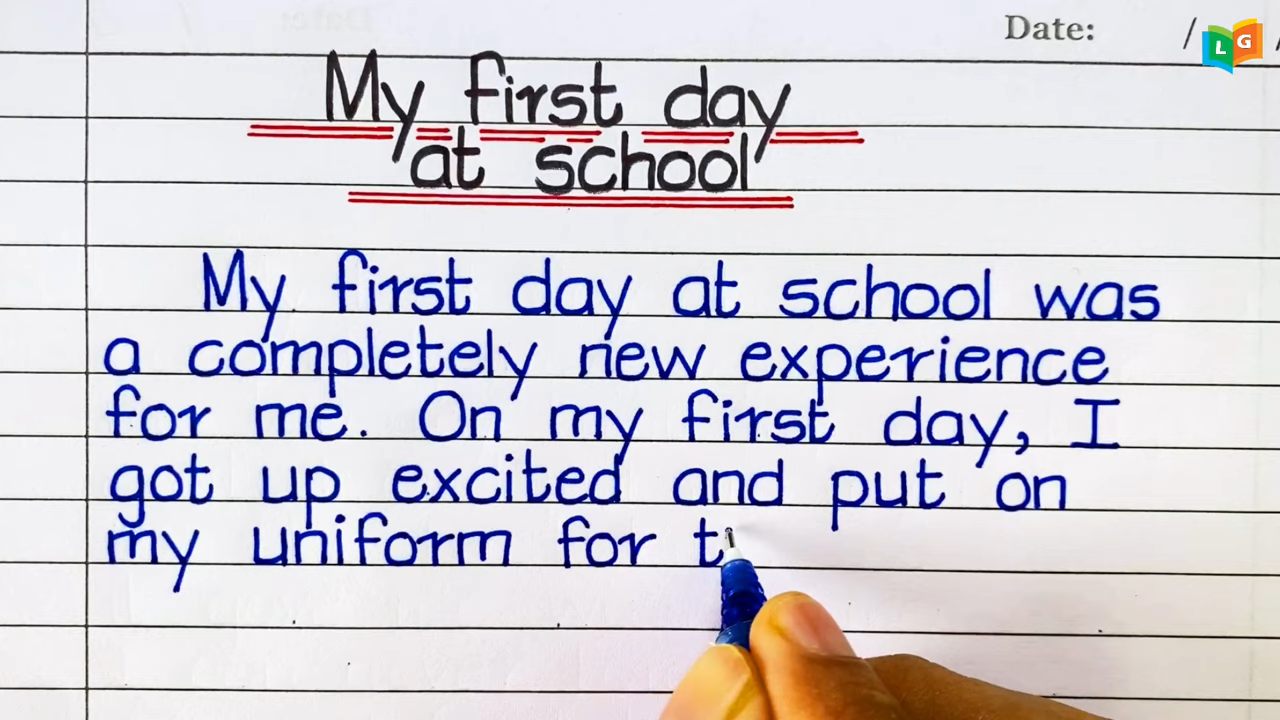 Date: / /
LG
My first day
at school
My first day at school was
a completely new experience
for me. On my first day, I
got up excited and put on
my uniform for t